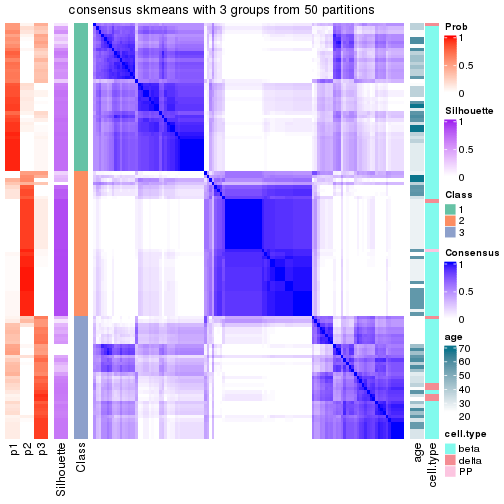 consensus skmeans with 3 groups from 50 partitions
p1
p2
p3
Silhouette
Class
age
cell.type
Prob
1
0.5
0
Silhouette
1
0.5
0
Class
1
2
3
Consensus
1
0.5
0
age
70
60
50
40
30
20
cell.type
beta
delta
PP